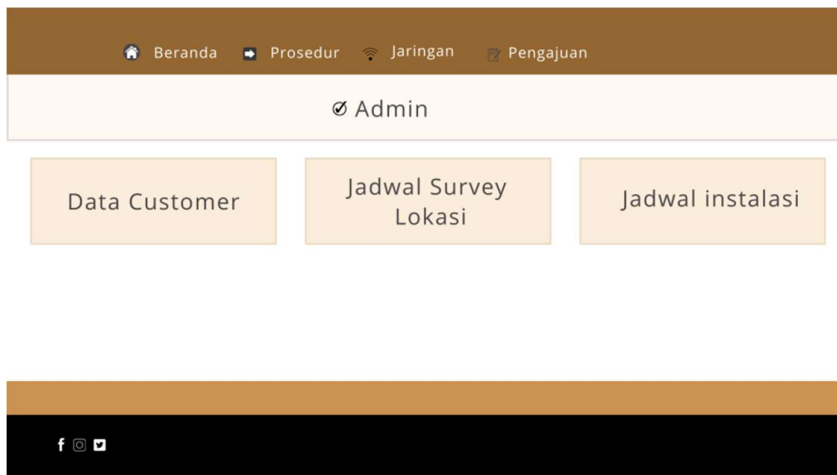 Beranda Prosedur Jaringan Pengajuan
Admin
Data Customer
Jadwal Survey
Lokasi
Jadwal instalasi